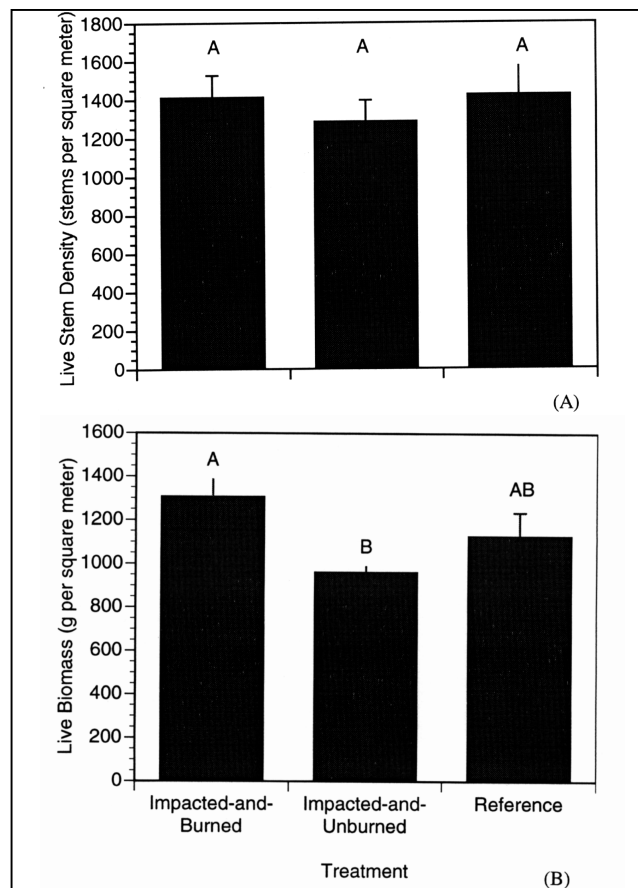 Live Stem Density (stems per square meter)
1800
1600
1400
1200
1000
800
600
400
200
0
A
A
A
(A)
Live Biomass (g per square meter)
1600
1400
1200
1000
800
600
400
200
0
A
B
AB
Impacted-and-
Burned
Impacted-and-
Unburned
Reference
Treatment
(B)